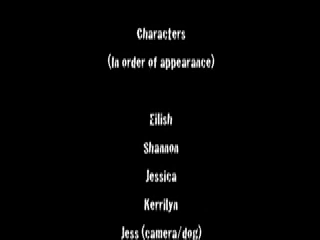 Characters
(In order of appearance)
Eilish
Shannon
Jessica
Kerrilyn
Jess (camera/dog)